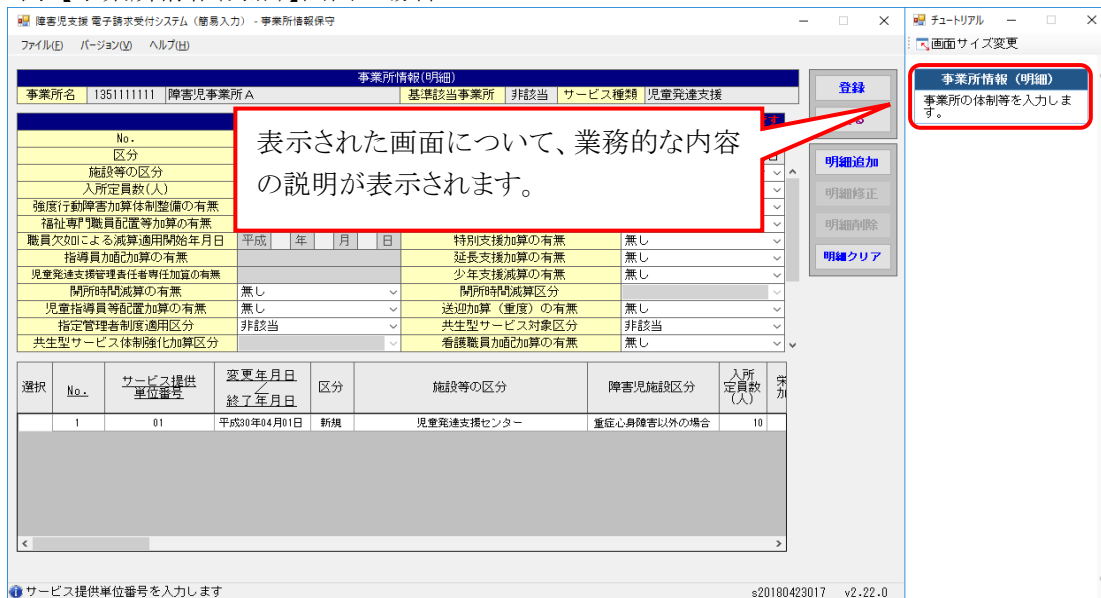 障害児支援 電子請求受付システム（簡易入力） - 事業所情報保守
ファイル(F) バージョン(V) ヘルプ(H)
事業所情報(明細)
事業所名 1351111111 障害児事業所A 基準該当事業所 非該当 サービス種類 児童発達支援
No.
区分
施設等の区分
入所定員数(人)
強度行動障害加算体制整備の有無
福祉専門職員配置等加算の有無
職員欠如による減算適用開始年月日 平成 年 月 日 特別支援加算の有無 無し
指導員加配加算の有無 延長支援加算の有無 無し
児童発達支援管理責任者専任加算の有無 少年支援減算の有無 無し
開所時間減算の有無 無し 開所時間減算区分
児童指導員等配置加算の有無 無し 送迎加算（重度）の有無 無し
指定管理者制度適用区分 非該当 共生型サービス対象区分 非該当
共生型サービス体制強化加算区分 看護職員加配加算の有無 無し
表示された画面について、業務的な内容
の説明が表示されます。
登録
明細追加
明細修正
明細削除
明細クリア
選択 No. サービス提供単位番号 変更年月日／終了年月日 区分 施設等の区分 障害児施設区分 入所定員数(人) 栄
加
1 01 平成30年04月01日 新規 児童発達支援センター 重症心身障害以外の場合 10
サービス提供単位番号を入力します s20180423017 v2.22.0
チュートリアル
画面サイズ変更
事業所情報（明細）
事業所の体制等を入力しま
す。